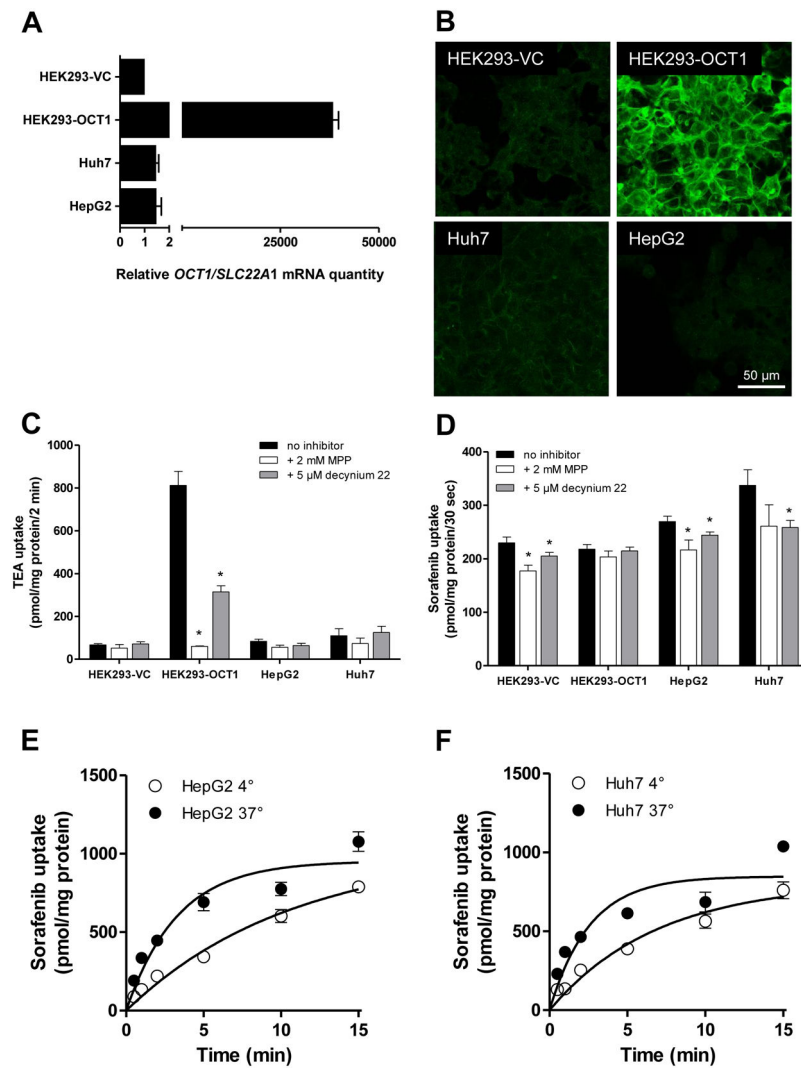 A
HEK293-VC
HEK293-OCT1
Huh7
HepG2
0 1 2 25000 50000
Relative OCT1/SLC22A1 mRNA quantity
B
HEK293-VC
HEK293-OCT1
Huh7
HepG2
50 µm
C
no inhibitor
+ 2 mM MPP
+ 5 µM decynium 22
TEA uptake
(pmol/mg protein/2 min)
1000
800
600
400
200
0
*
*
HEK293-VC HEK293-OCT1 HepG2 Huh7
D
no inhibitor
+ 2 mM MPP
+ 5 µM decynium 22
Sorafenib uptake
(pmol/mg protein/30 sec)
400
300
200
100
0
* *
* *
*
HEK293-VC HEK293-OCT1 HepG2 Huh7
E
HepG2 4°
HepG2 37°
Sorafenib uptake
(pmol/mg protein)
1500
1000
500
0
0 5 10 15
Time (min)
F
Huh7 4°
Huh7 37°
Sorafenib uptake
(pmol/mg protein)
1500
1000
500
0
0 5 10 15
Time (min)